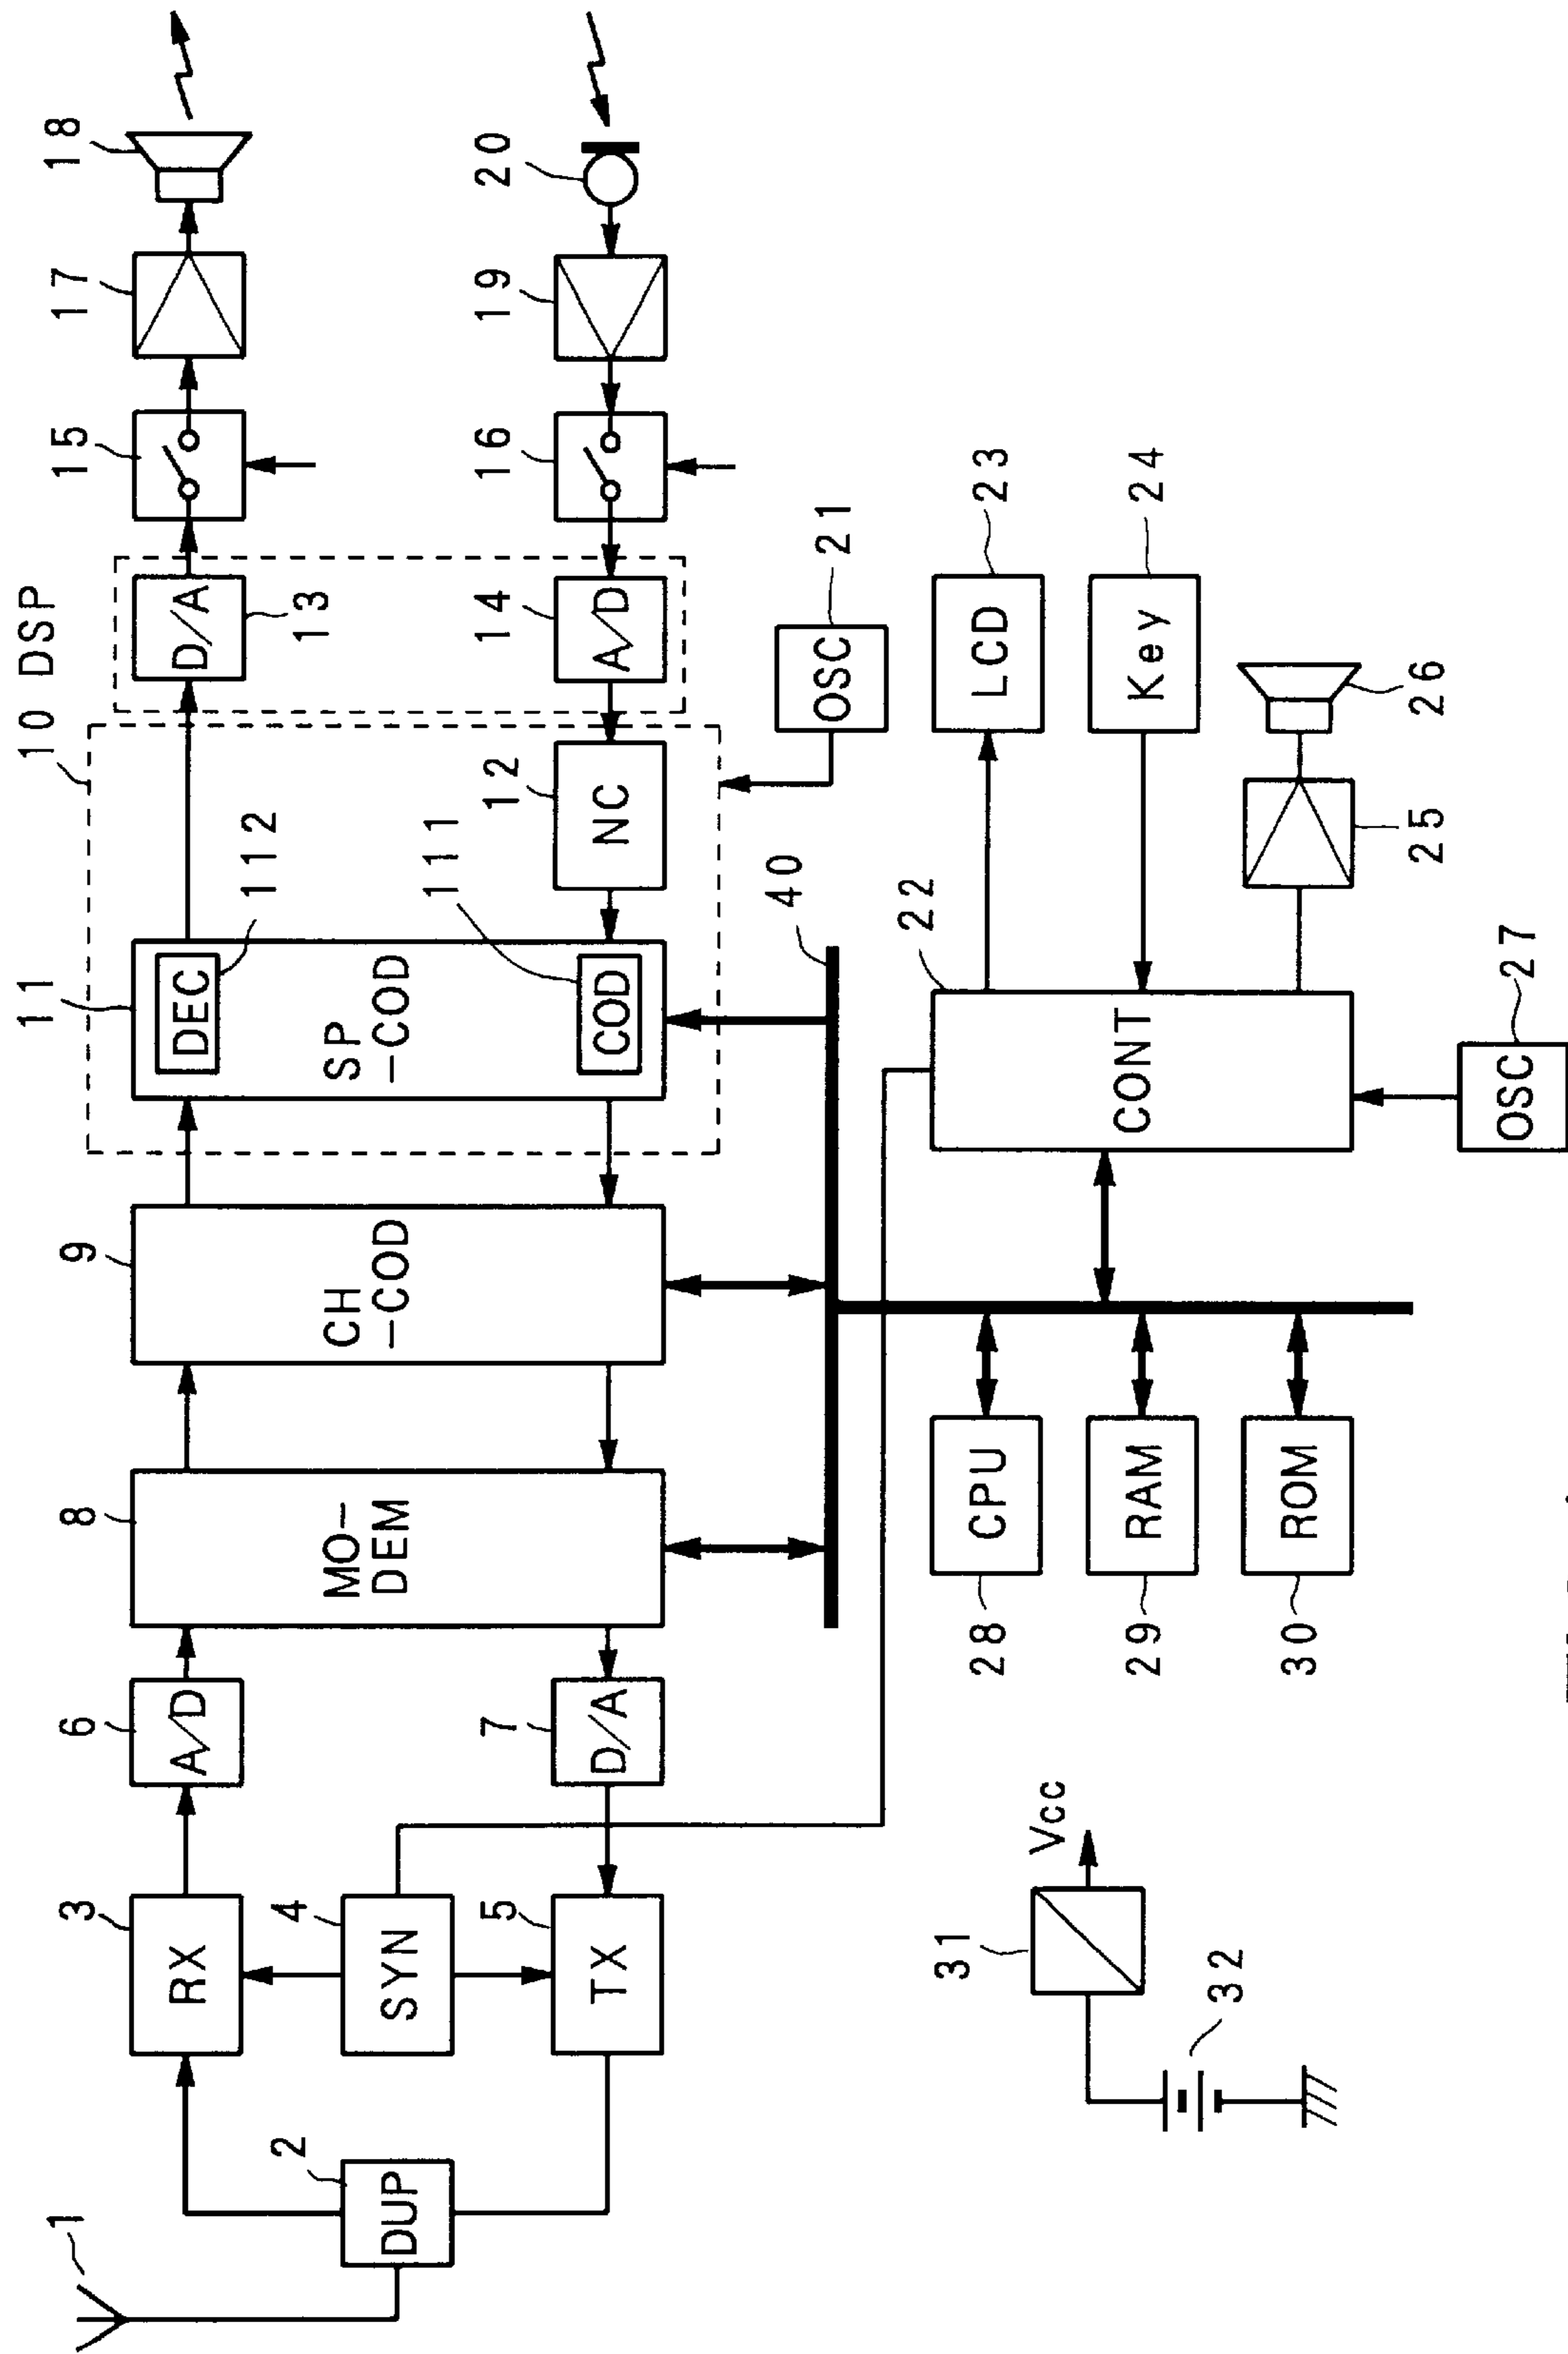 1
2
DUP
3
RX
4
SYN
5
TX
6
A/D
7
D/A
8
MO-
DEM
9
CH
-COD
10 DSP
11
SP
-COD
DEC
112
COD
111
12
NC
D/A
13
14
A/D
15
16
17
18
19
20
OSC
21
40
22
CONT
LCD
23
Key
24
25
26
OSC
27
28
CPU
29
RAM
30
ROM
31
Vcc
32